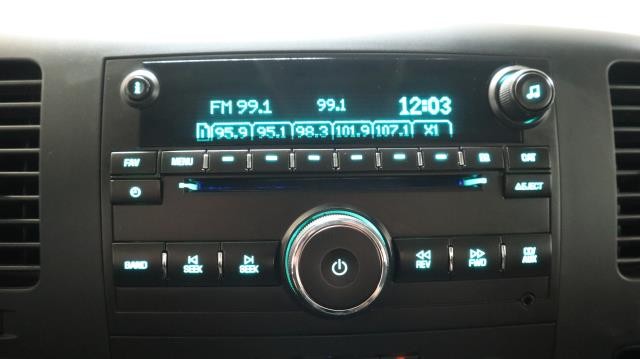 FM 99.1 99.1 12:03
1 95.9 95.1 98.3 101.9 107.1 X1
FAV MENU CAT
EJECT
BAND SEEK SEEK REV FWD CD/AUX